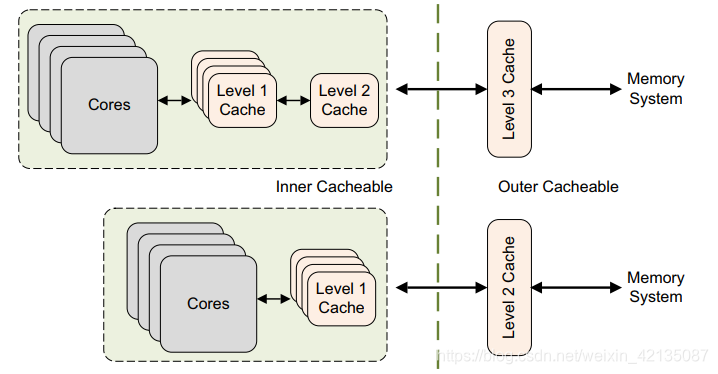 Cores
Level 1
Cache
Level 2
Cache
Level 3 Cache
Memory
System
Inner Cacheable
Outer Cacheable
Cores
Level 1
Cache
Level 2 Cache
Memory
System
https://blog.csdn.net/weixin_42135087